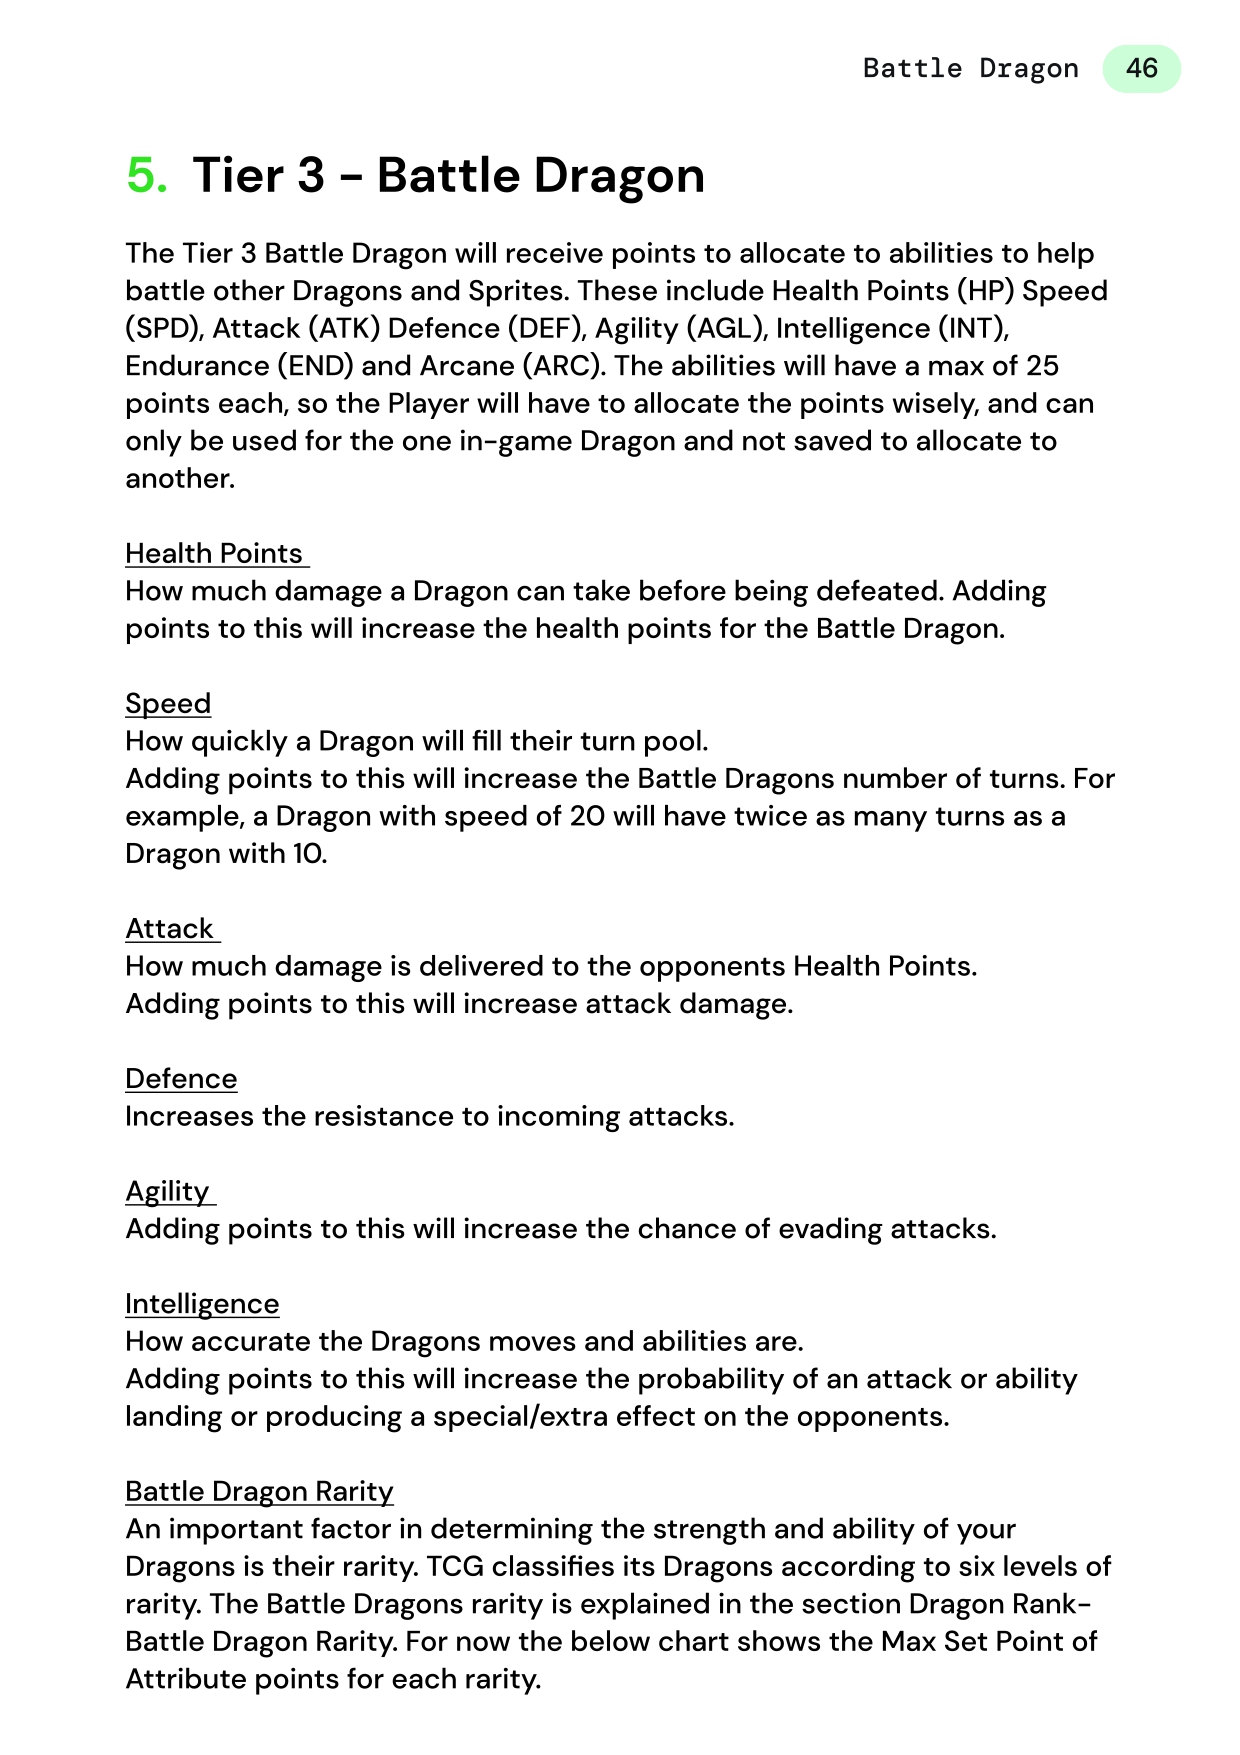 Battle Dragon 46
5. Tier 3 - Battle Dragon
The Tier 3 Battle Dragon will receive points to allocate to abilities to help
battle other Dragons and Sprites. These include Health Points (HP) Speed
(SPD), Attack (ATK) Defence (DEF), Agility (AGL), Intelligence (INT),
Endurance (END) and Arcane (ARC). The abilities will have a max of 25
points each, so the Player will have to allocate the points wisely, and can
only be used for the one in-game Dragon and not saved to allocate to
another.
Health Points
How much damage a Dragon can take before being defeated. Adding
points to this will increase the health points for the Battle Dragon.
Speed
How quickly a Dragon will fill their turn pool.
Adding points to this will increase the Battle Dragons number of turns. For
example, a Dragon with speed of 20 will have twice as many turns as a
Dragon with 10.
Attack
How much damage is delivered to the opponents Health Points.
Adding points to this will increase attack damage.
Defence
Increases the resistance to incoming attacks.
Agility
Adding points to this will increase the chance of evading attacks.
Intelligence
How accurate the Dragons moves and abilities are.
Adding points to this will increase the probability of an attack or ability
landing or producing a special/extra effect on the opponents.
Battle Dragon Rarity
An important factor in determining the strength and ability of your
Dragons is their rarity. TCG classifies its Dragons according to six levels of
rarity. The Battle Dragons rarity is explained in the section Dragon Rank-
Battle Dragon Rarity. For now the below chart shows the Max Set Point of
Attribute points for each rarity.